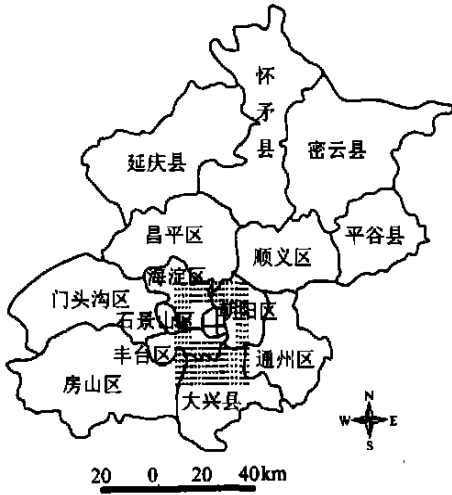 怀
柔
县
延庆县
密云县
昌平区
顺义区
平谷县
海淀区
门头沟区
石景山区
朝阳区
丰台区
通州区
房山区
大兴县
N
W E
S
20 0 20 40km